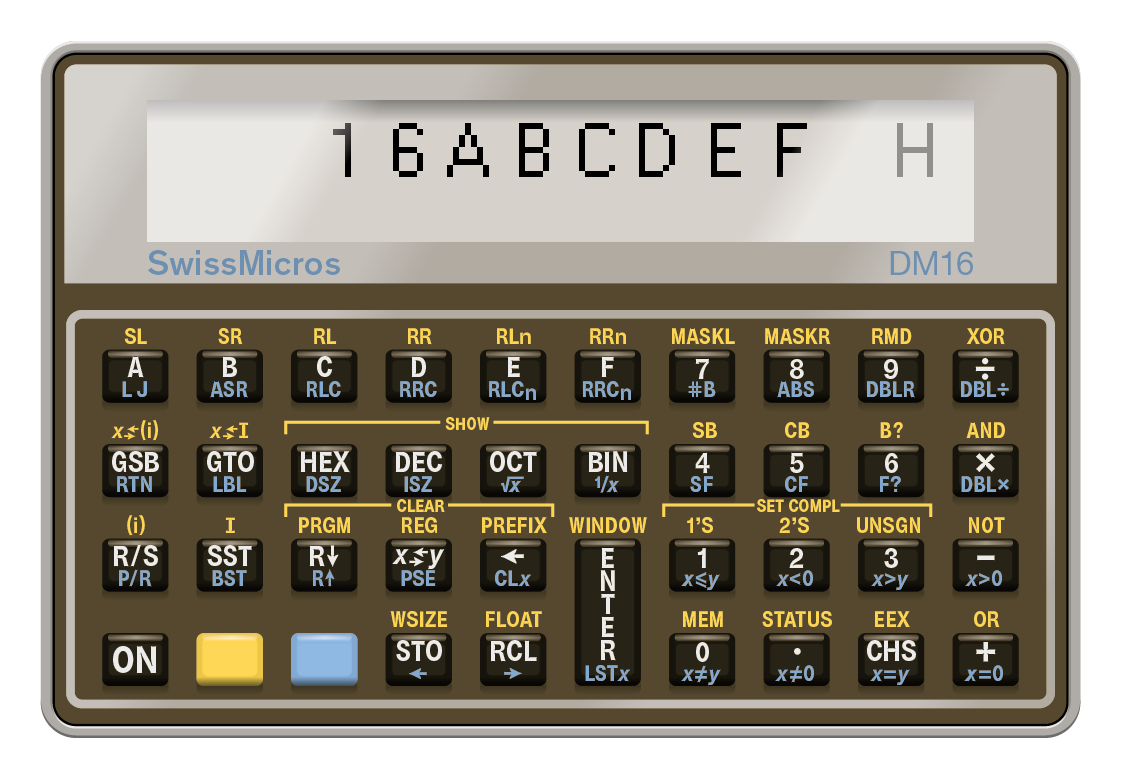 16ABCDEF H
SwissMicros DM16
SL SR RL RR RLn RRn MASKL MASKR RMD XOR
A B C D E F 7 8 9 ÷
LJ ASR RLC RRC RLCn RRCn #B ABS DBLR DBL÷
SHOW
x⇆(i) x⇆I SB CB B? AND
GSB GTO HEX DEC OCT BIN 4 5 6 ×
RTN LBL DSZ ISZ √x 1/x SF CF F? DBL×
CLEAR SET COMPL
(i) I PRGM REG PREFIX WINDOW 1'S 2'S UNSGN NOT
R/S SST R↓ x⇆y ← ENTER 1 2 3 −
P/R BST R↑ PSE CLx x≤y x<0 x>y x>0
WSIZE FLOAT MEM STATUS EEX OR
ON STO RCL 0 · CHS +
← → LSTx x≠y x≠0 x=y x=0